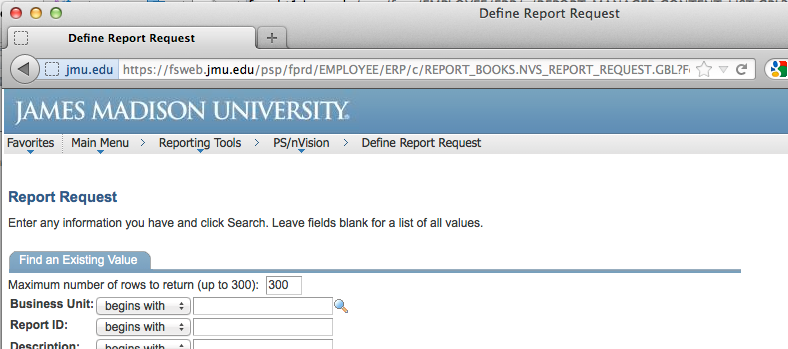 Define Report Request
Define Report Request
+
jmu.edu https://fsweb.jmu.edu/psp/fprd/EMPLOYEE/ERP/c/REPORT_BOOKS.NVS_REPORT_REQUEST.GBL?F
JAMES MADISON UNIVERSITY®
Favorites Main Menu > Reporting Tools > PS/nVision > Define Report Request
Report Request
Enter any information you have and click Search. Leave fields blank for a list of all values.
Find an Existing Value
Maximum number of rows to return (up to 300): 300
Business Unit: begins with
Report ID: begins with
Description: begins with